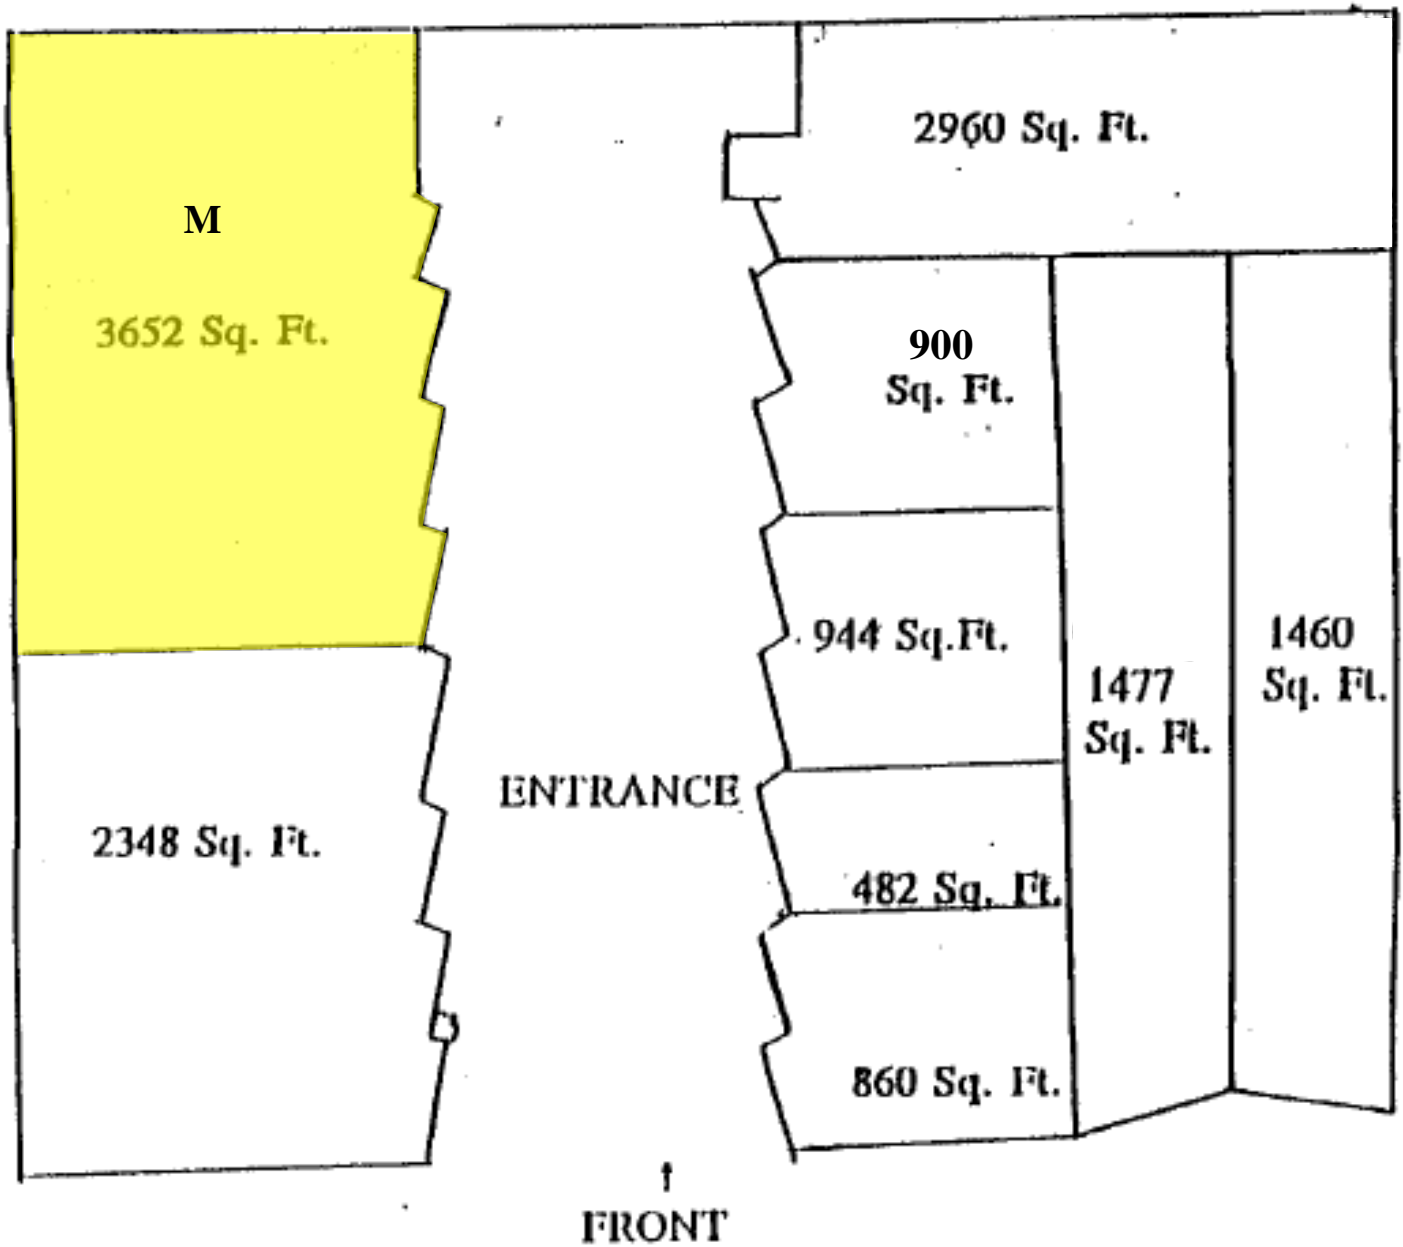 2960 Sq. Ft.
M
3652 Sq. Ft.
900
Sq. Ft.
944 Sq.Ft.
1460
Sq. Ft.
1477
Sq. Ft.
ENTRANCE
2348 Sq. Ft.
482 Sq. Ft.
860 Sq. Ft.
FRONT